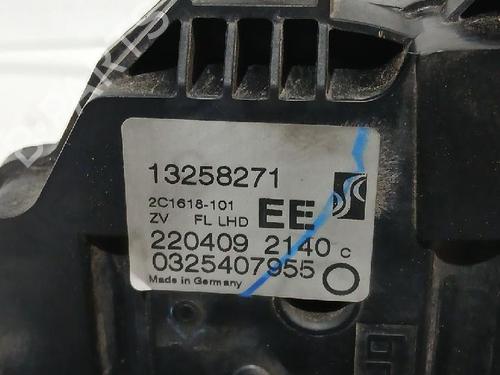 13258271
2C1618-101
ZV FL LHD EE
220409 2140 C
0325407955
Made in Germany